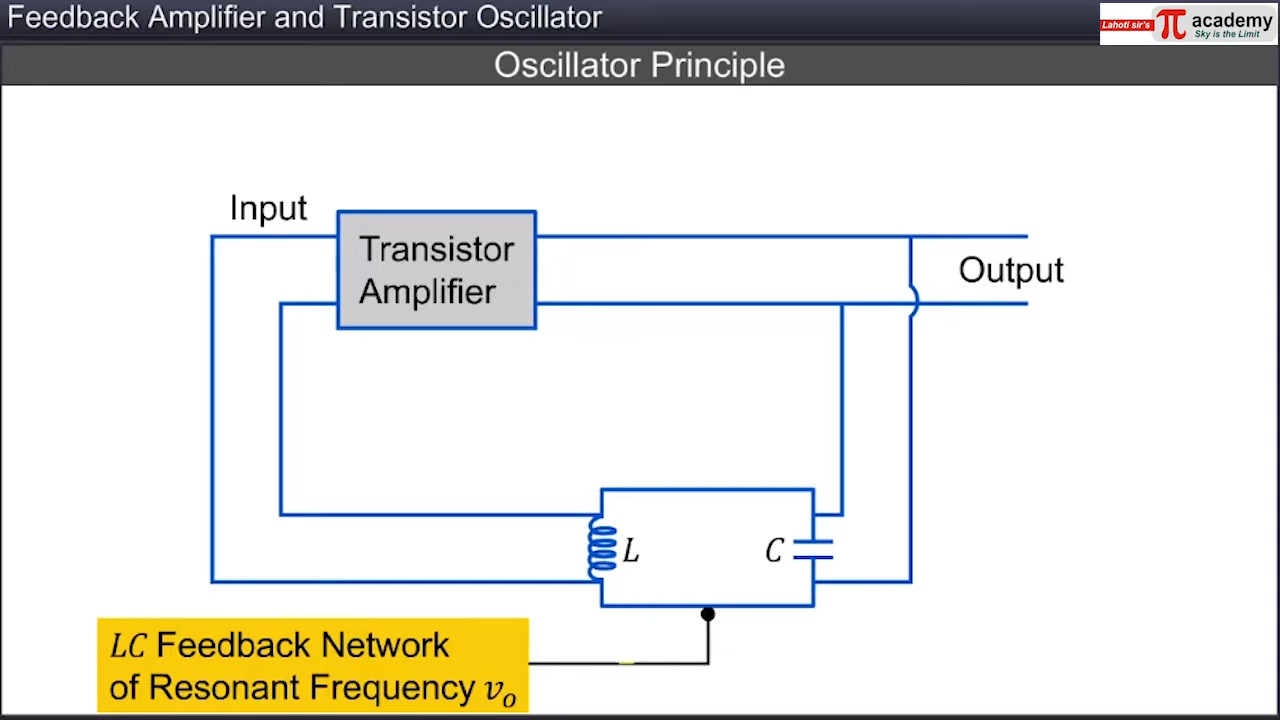 Feedback Amplifier and Transistor Oscillator
Lahoti sir's π academy
Sky is the Limit
Oscillator Principle
Input
Transistor
Amplifier
Output
L
C
LC Feedback Network
of Resonant Frequency vₒ